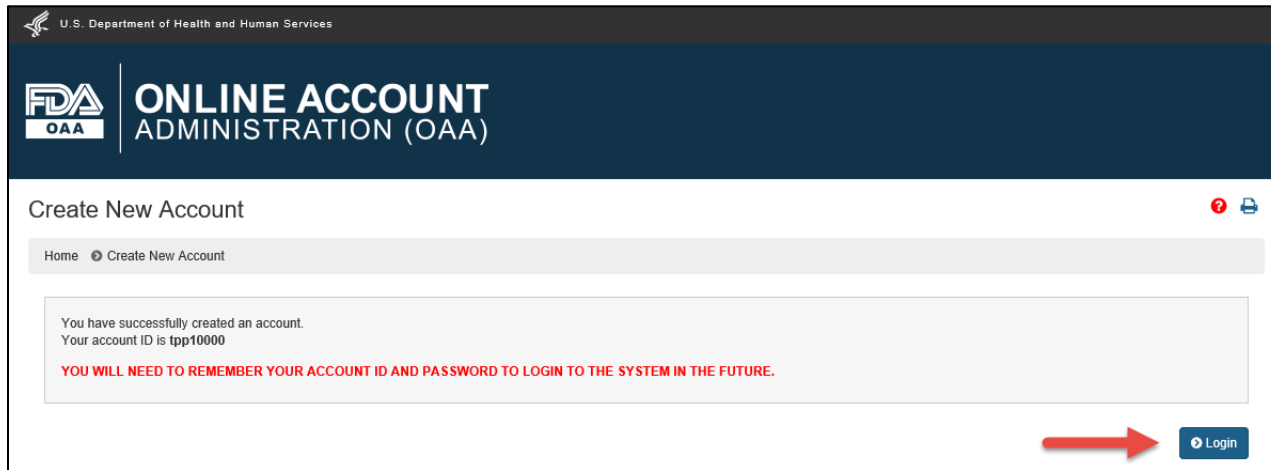 U.S. Department of Health and Human Services
FDA
OAA
ONLINE ACCOUNT
ADMINISTRATION (OAA)
Create New Account
?
Home Create New Account
You have successfully created an account.
Your account ID is tpp10000
YOU WILL NEED TO REMEMBER YOUR ACCOUNT ID AND PASSWORD TO LOGIN TO THE SYSTEM IN THE FUTURE.
Login